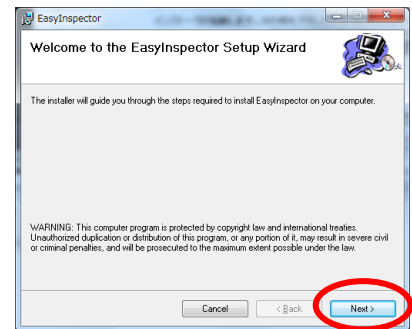 EasyInspector
Welcome to the EasyInspector Setup Wizard
The installer will guide you through the steps required to install EasyInspector on your computer.
WARNING: This computer program is protected by copyright law and international treaties.
Unauthorized duplication or distribution of this program, or any portion of it, may result in severe civil
or criminal penalties, and will be prosecuted to the maximum extent possible under the law.
Cancel
< Back
Next >